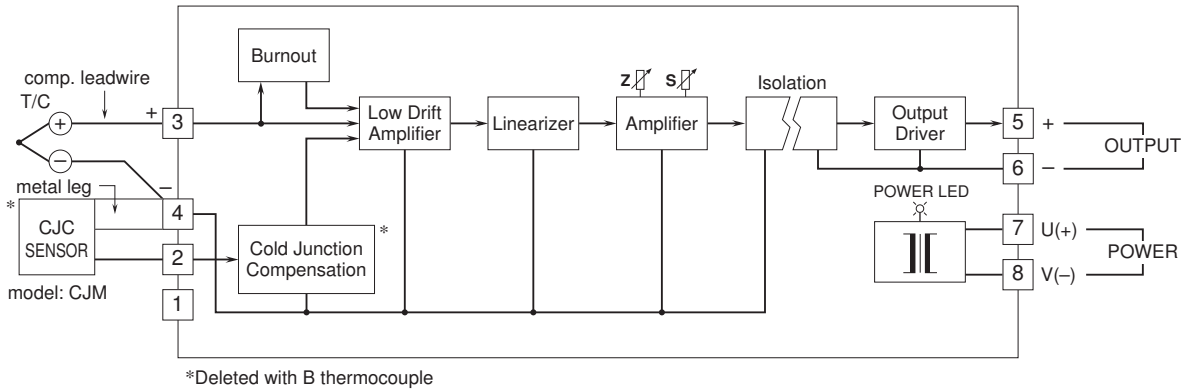 Burnout
comp. leadwire
T/C
+
+
−
−
3
Low Drift
Amplifier
Linearizer
Z
S
Amplifier
Isolation
Output
Driver
5
+
OUTPUT
6
−
metal leg
*
CJC
SENSOR
model: CJM
4
2
1
Cold Junction
Compensation
*
POWER LED
7
U(+)
POWER
8
V(−)
*Deleted with B thermocouple